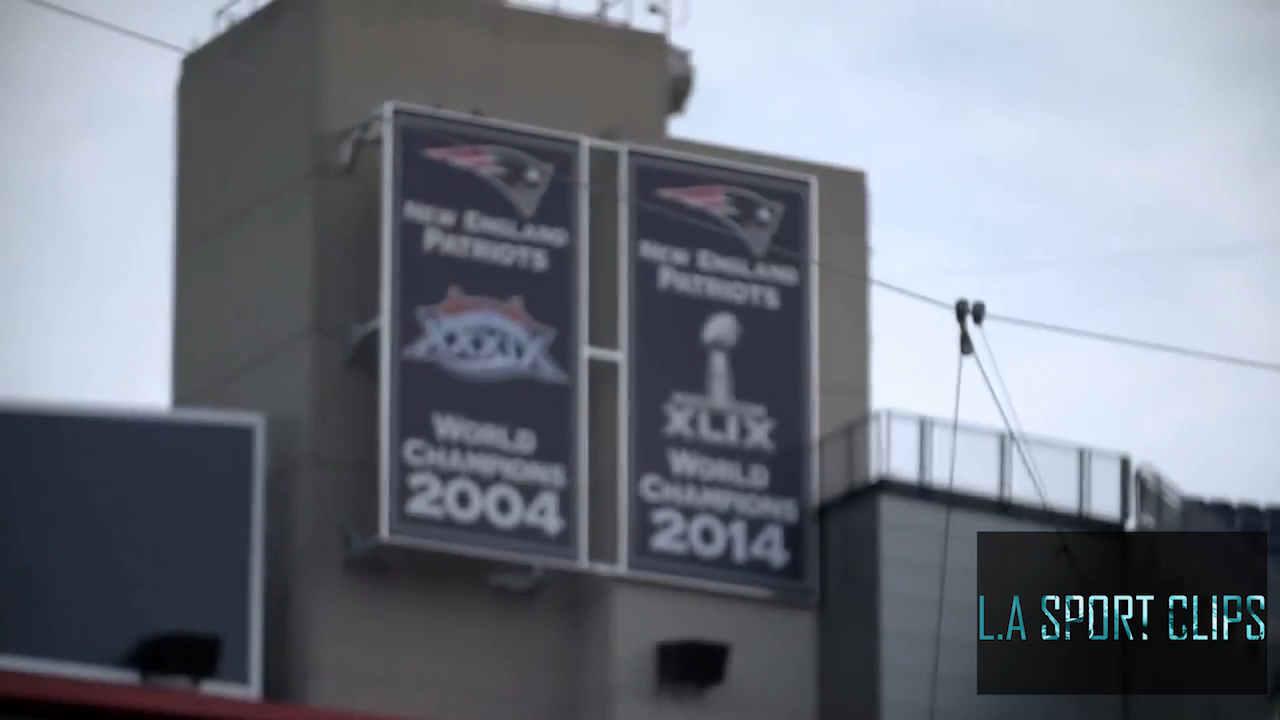 New England
Patriots
XXXIX
World
Champions
2004
New England
Patriots
XLIX
World
Champions
2014
L.A SPORT CLIPS